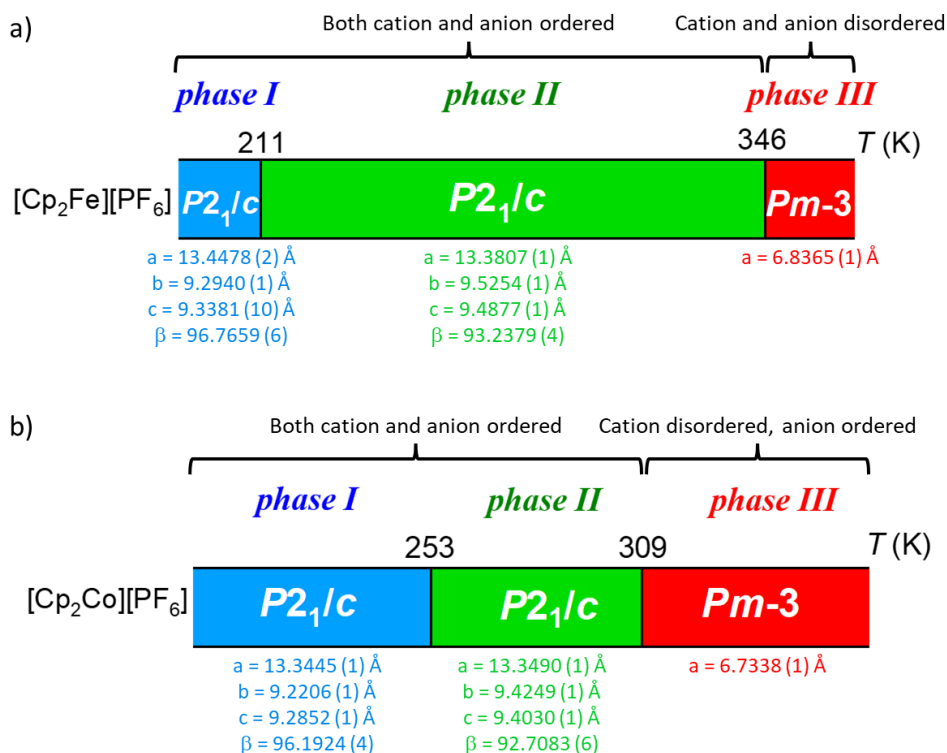 a)
Both cation and anion ordered
Cation and anion disordered
phase I
phase II
phase III
211
346
T (K)
[Cp₂Fe][PF₆]
P2₁/c
P2₁/c
Pm-3
a = 13.4478 (2) Å
b = 9.2940 (1) Å
c = 9.3381 (10) Å
β = 96.7659 (6)
a = 13.3807 (1) Å
b = 9.5254 (1) Å
c = 9.4877 (1) Å
β = 93.2379 (4)
a = 6.8365 (1) Å
b)
Both cation and anion ordered
Cation disordered, anion ordered
phase I
phase II
phase III
253
309
T (K)
[Cp₂Co][PF₆]
P2₁/c
P2₁/c
Pm-3
a = 13.3445 (1) Å
b = 9.2206 (1) Å
c = 9.2852 (1) Å
β = 96.1924 (4)
a = 13.3490 (1) Å
b = 9.4249 (1) Å
c = 9.4030 (1) Å
β = 92.7083 (6)
a = 6.7338 (1) Å